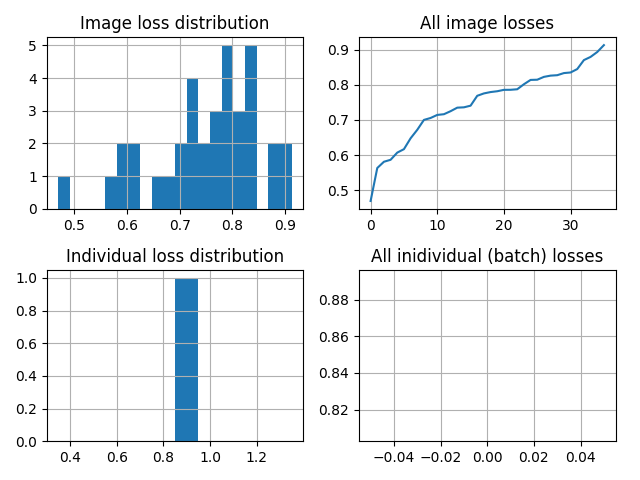 Image loss distribution
All image losses
5
4
3
2
1
0
0.5 0.6 0.7 0.8 0.9
0.9
0.8
0.7
0.6
0.5
0 10 20 30
Individual loss distribution
All inidividual (batch) losses
1.0
0.8
0.6
0.4
0.2
0.0
0.4 0.6 0.8 1.0 1.2
0.88
0.86
0.84
0.82
−0.04 −0.02 0.00 0.02 0.04